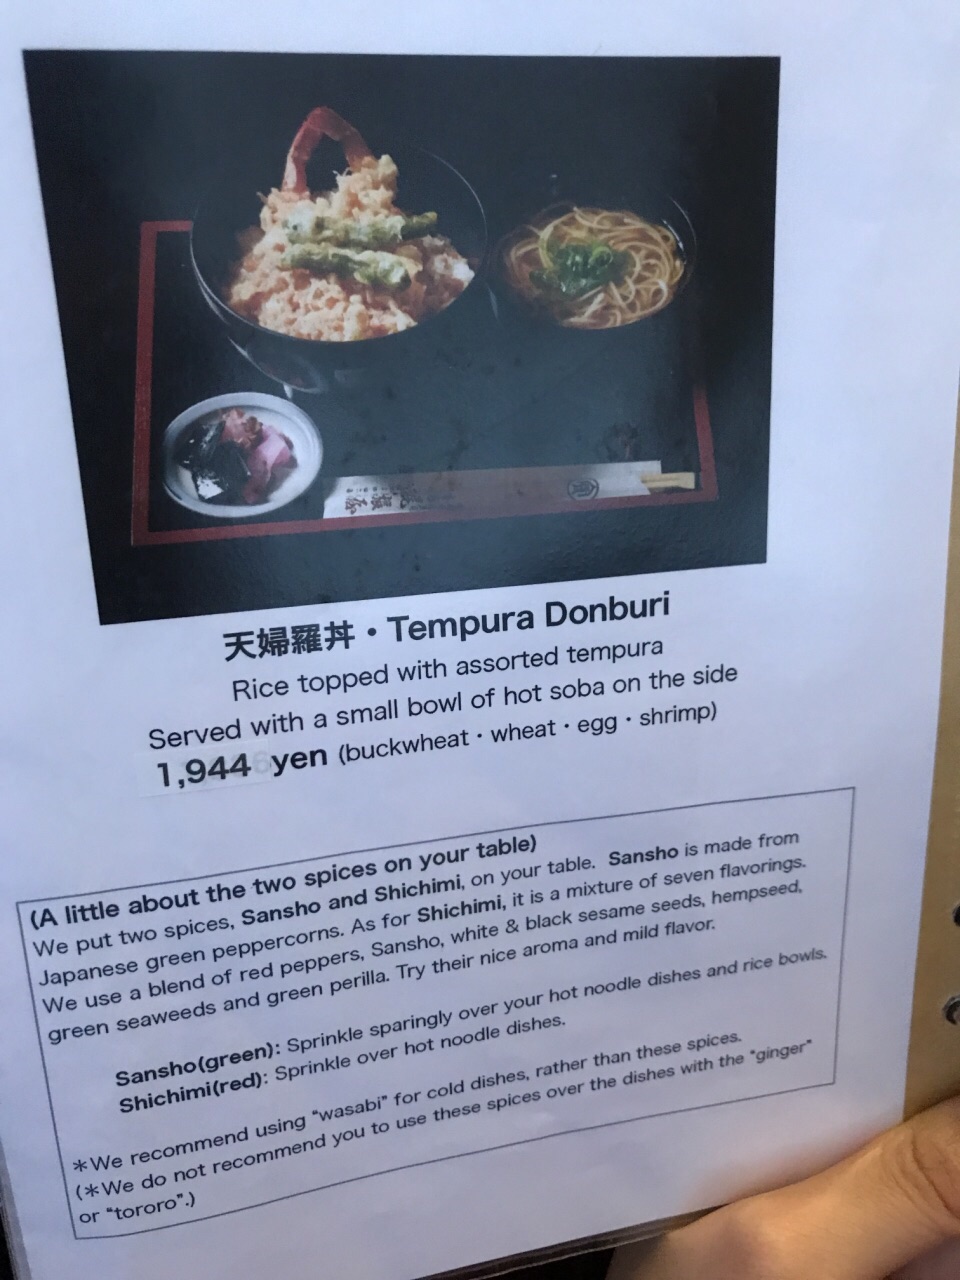 天婦羅丼・Tempura Donburi
Rice topped with assorted tempura
Served with a small bowl of hot soba on the side
1,944 yen (buckwheat・wheat・egg・shrimp)
(A little about the two spices on your table)
We put two spices, Sansho and Shichimi, on your table. Sansho is made from
Japanese green peppercorns. As for Shichimi, it is a mixture of seven flavorings.
We use a blend of red peppers, Sansho, white & black sesame seeds, hempseed,
green seaweeds and green perilla. Try their nice aroma and mild flavor.
Sansho(green): Sprinkle sparingly over your hot noodle dishes and rice bowls.
Shichimi(red): Sprinkle over hot noodle dishes.
＊We recommend using “wasabi” for cold dishes, rather than these spices.
(＊We do not recommend you to use these spices over the dishes with the “ginger”
or “tororo”.)